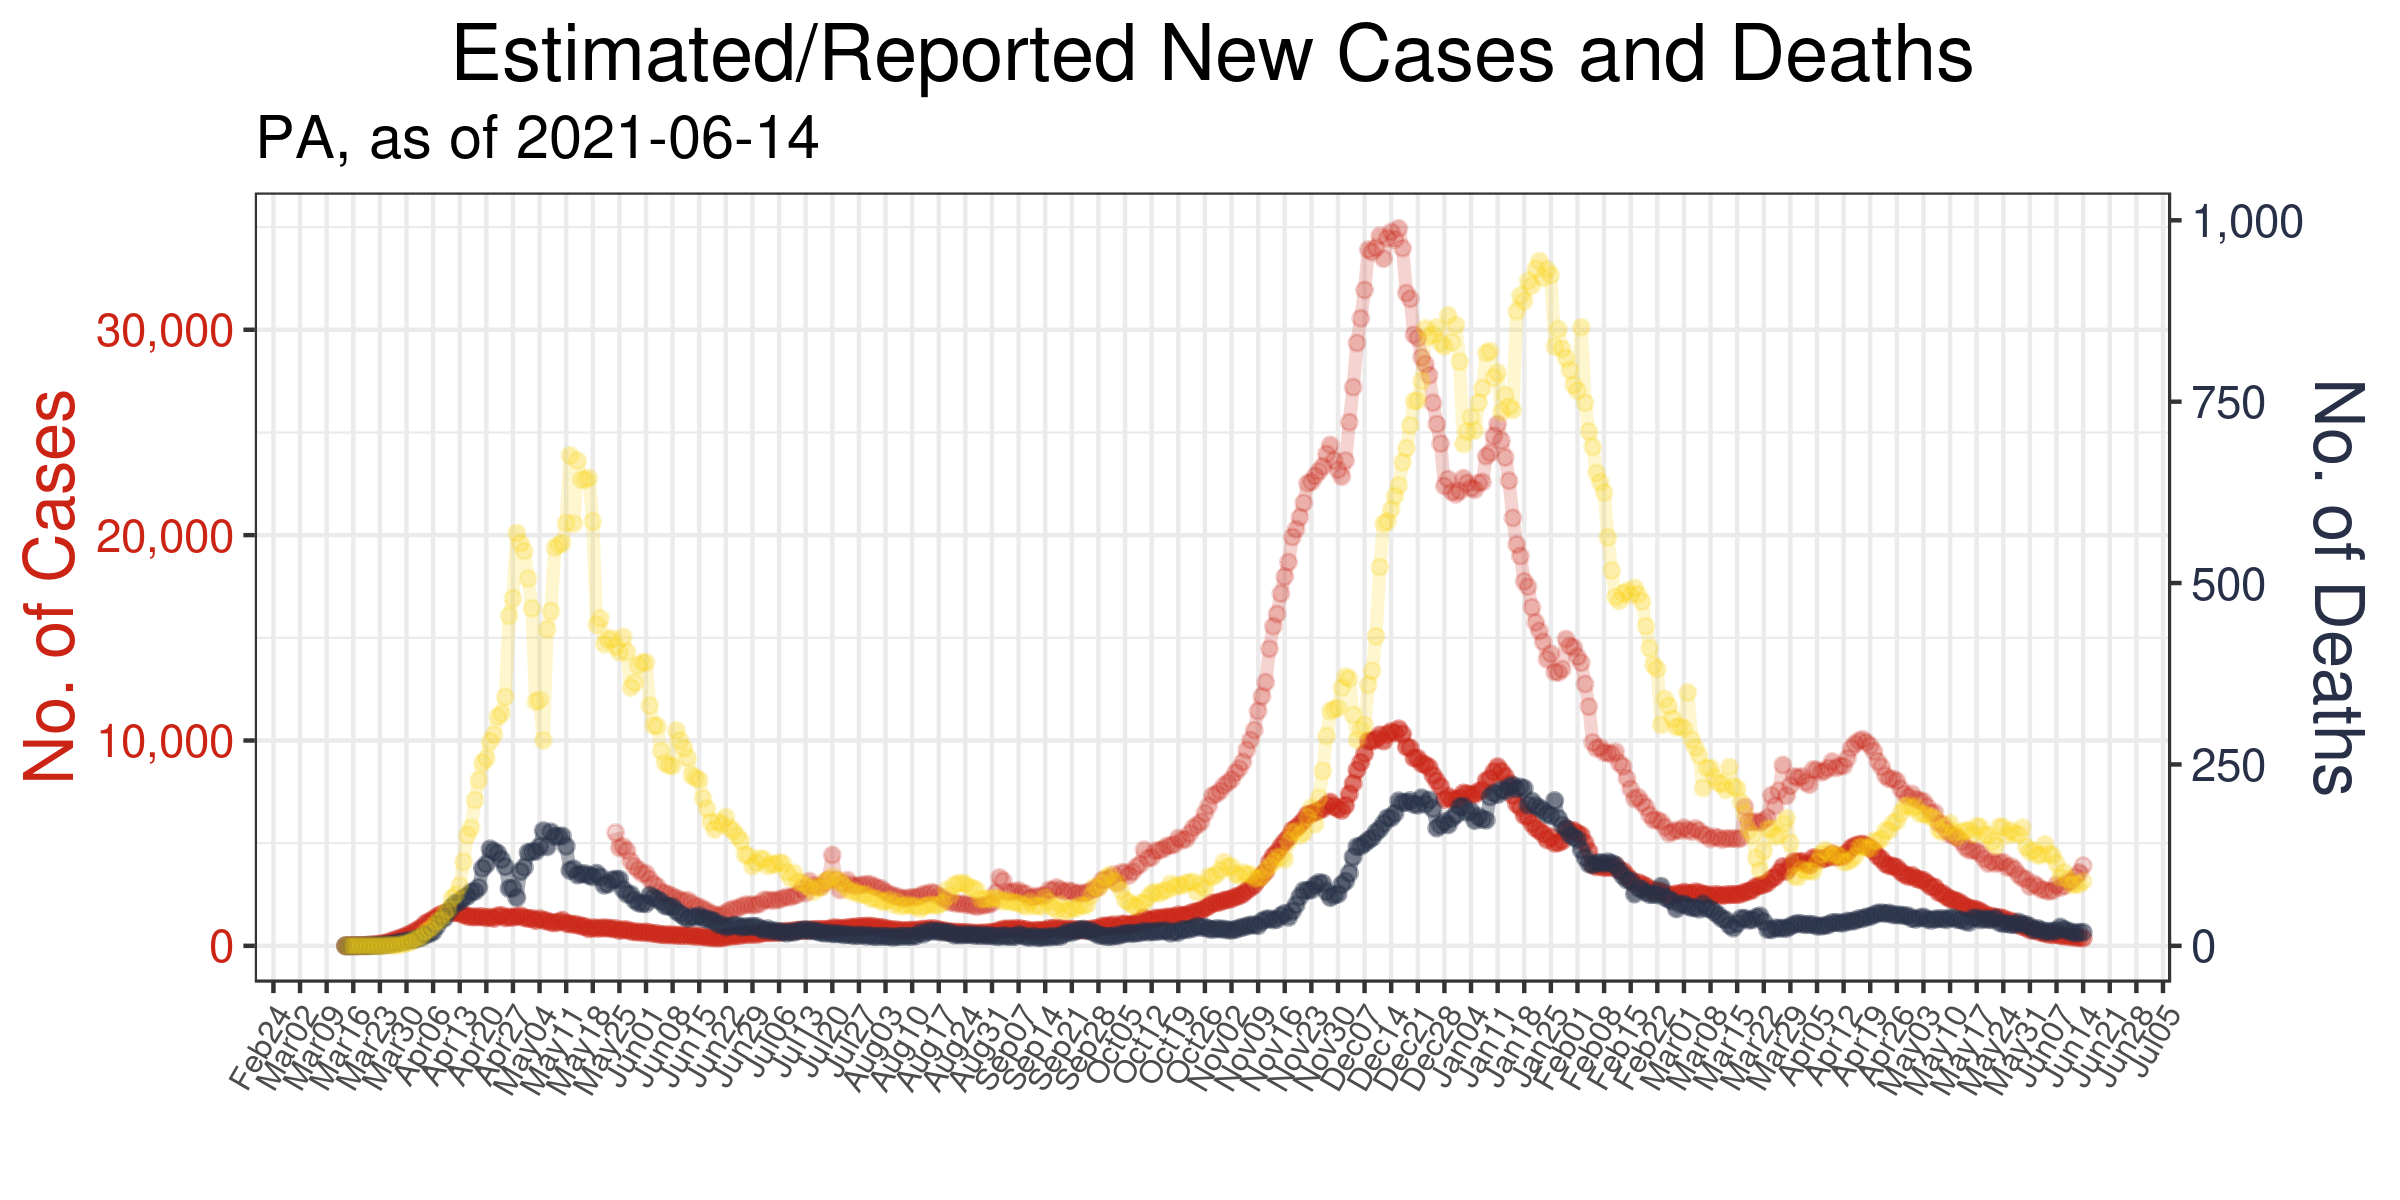 Estimated/Reported New Cases and Deaths
PA, as of 2021-06-14
No. of Cases
30,000
20,000
10,000
0
1,000
750
500
250
0
No. of Deaths
Feb24
Mar02
Mar09
Mar16
Mar23
Mar30
Apr06
Apr13
Apr20
Apr27
May04
May11
May18
May25
Jun01
Jun08
Jun15
Jun22
Jun29
Jul06
Jul13
Jul20
Jul27
Aug03
Aug10
Aug17
Aug24
Aug31
Sep07
Sep14
Sep21
Sep28
Oct05
Oct12
Oct19
Oct26
Nov02
Nov09
Nov16
Nov23
Nov30
Dec07
Dec14
Dec21
Dec28
Jan04
Jan11
Jan18
Jan25
Feb01
Feb08
Feb15
Feb22
Mar01
Mar08
Mar15
Mar22
Mar29
Apr05
Apr12
Apr19
Apr26
May03
May10
May17
May24
May31
Jun07
Jun14
Jun21
Jun28
Jul05